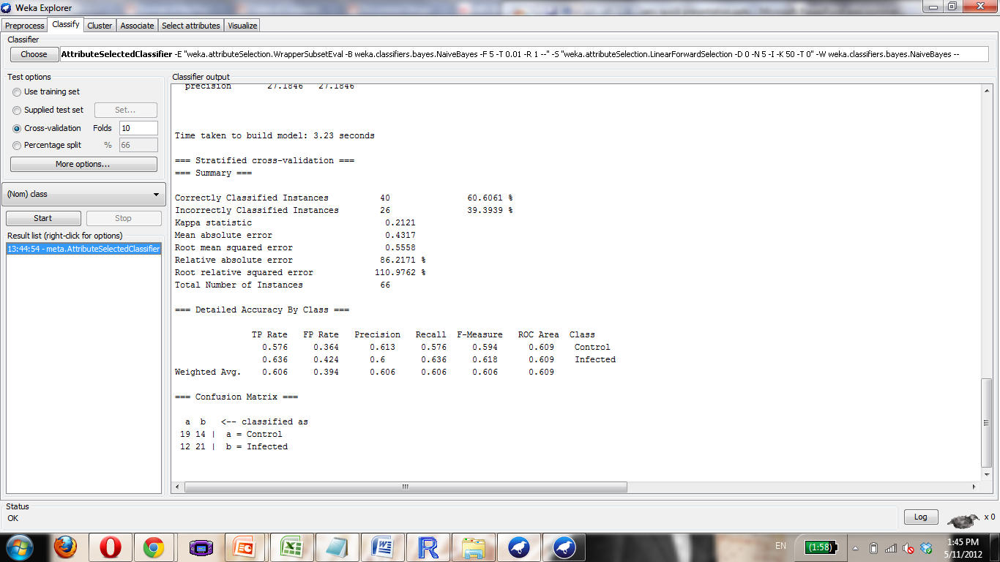 Weka Explorer
Preprocess Classify Cluster Associate Select attributes Visualize
Classifier
Choose AttributeSelectedClassifier -E "weka.attributeSelection.WrapperSubsetEval -B weka.classifiers.bayes.NaiveBayes -F 5 -T 0.01 -R 1 --" -S "weka.attributeSelection.LinearForwardSelection -D 0 -N 5 -I -K 50 -T 0" -W weka.classifiers.bayes.NaiveBayes --
Test options
Use training set
Supplied test set Set...
Cross-validation Folds 10
Percentage split % 66
More options...
(Nom) class
Start Stop
Result list (right-click for options)
13:44:54 - meta.AttributeSelectedClassifier
Classifier output
precision 27.1846 27.1846
Time taken to build model: 3.23 seconds
=== Stratified cross-validation ===
=== Summary ===
Correctly Classified Instances 40 60.6061 %
Incorrectly Classified Instances 26 39.3939 %
Kappa statistic 0.2121
Mean absolute error 0.4317
Root mean squared error 0.5558
Relative absolute error 86.2171 %
Root relative squared error 110.9762 %
Total Number of Instances 66
=== Detailed Accuracy By Class ===
TP Rate FP Rate Precision Recall F-Measure ROC Area Class
0.576 0.364 0.613 0.576 0.594 0.609 Control
0.636 0.424 0.6 0.636 0.618 0.609 Infected
Weighted Avg. 0.606 0.394 0.606 0.606 0.606 0.609
=== Confusion Matrix ===
a b <-- classified as
19 14 | a = Control
12 21 | b = Infected
Status
OK
Log x 0
EN (1:58) 1:45 PM
5/11/2012